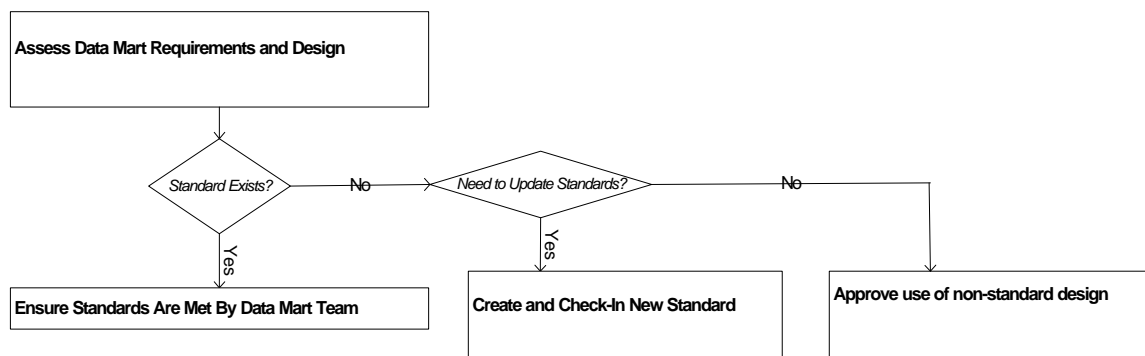 Assess Data Mart Requirements and Design
Standard Exists?
No
Need to Update Standards?
No
Yes
Yes
Ensure Standards Are Met By Data Mart Team
Create and Check-In New Standard
Approve use of non-standard design